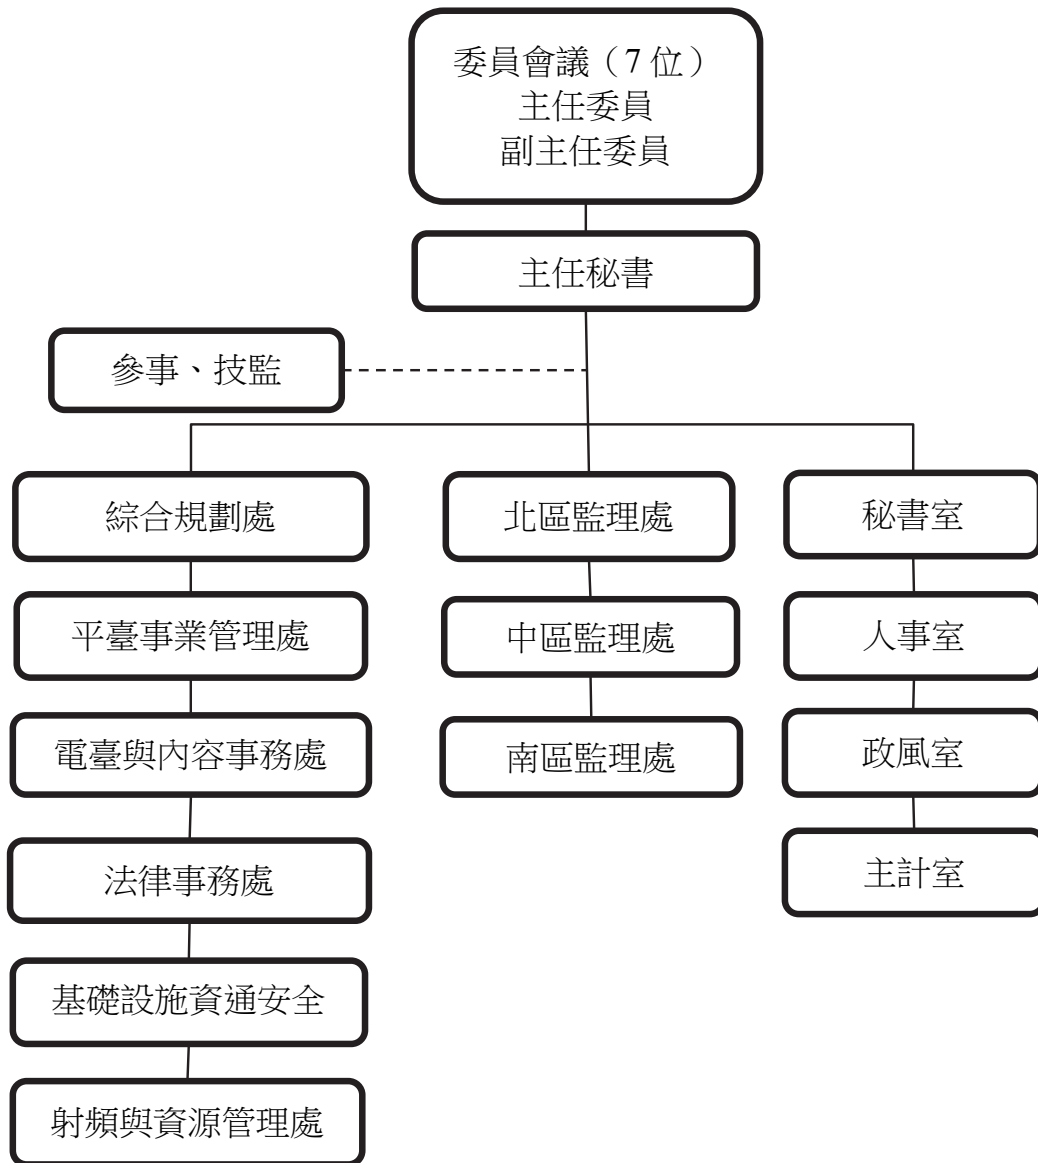 委員會議（7 位）
主任委員
副主任委員
主任秘書
參事、技監
綜合規劃處
平臺事業管理處
電臺與內容事務處
法律事務處
基礎設施資通安全
射頻與資源管理處
北區監理處
中區監理處
南區監理處
秘書室
人事室
政風室
主計室